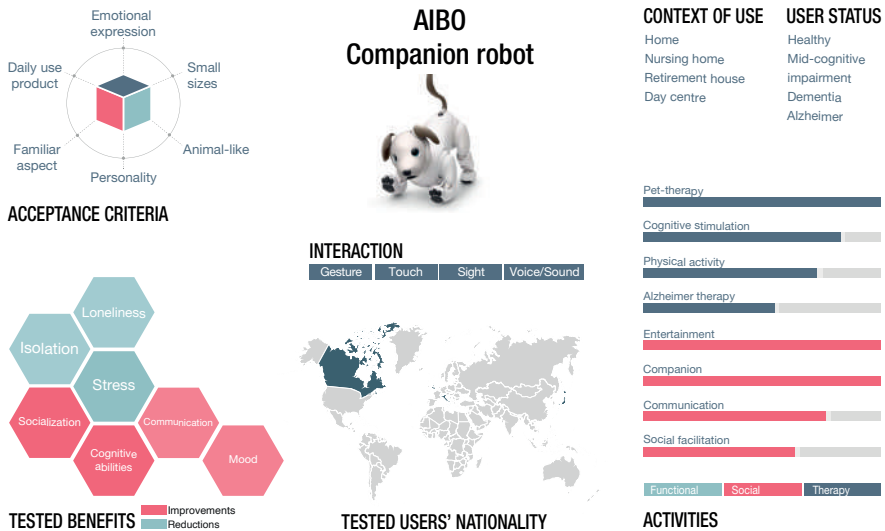 Emotional
expression
Daily use
product
Small
sizes
Familiar
aspect
Animal-like
Personality
ACCEPTANCE CRITERIA
Loneliness
Isolation
Stress
Socialization
Communication
Cognitive
abilities
Mood
TESTED BENEFITS
Improvements
Reductions
AIBO
Companion robot
INTERACTION
Gesture
Touch
Sight
Voice/Sound
TESTED USERS' NATIONALITY
CONTEXT OF USE
Home
Nursing home
Retirement house
Day centre
USER STATUS
Healthy
Mid-cognitive
impairment
Dementia
Alzheimer
Pet-therapy
Cognitive stimulation
Physical activity
Alzheimer therapy
Entertainment
Companion
Communication
Social facilitation
Functional
Social
Therapy
ACTIVITIES